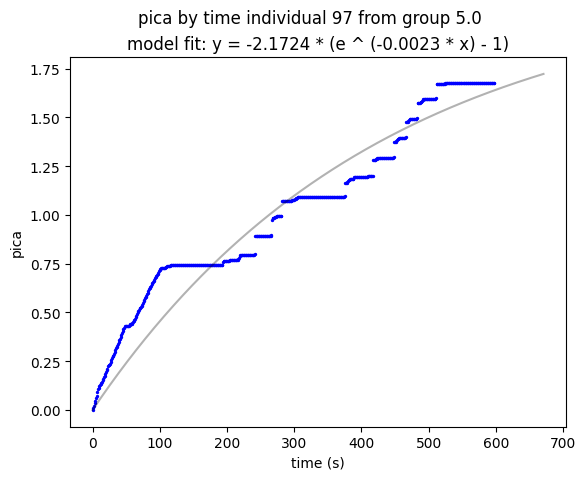 pica by time individual 97 from group 5.0
model fit: y = -2.1724 * (e ^ (-0.0023 * x) - 1)
1.75
1.50
1.25
1.00
0.75
0.50
0.25
0.00
pica
0 100 200 300 400 500 600 700
time (s)